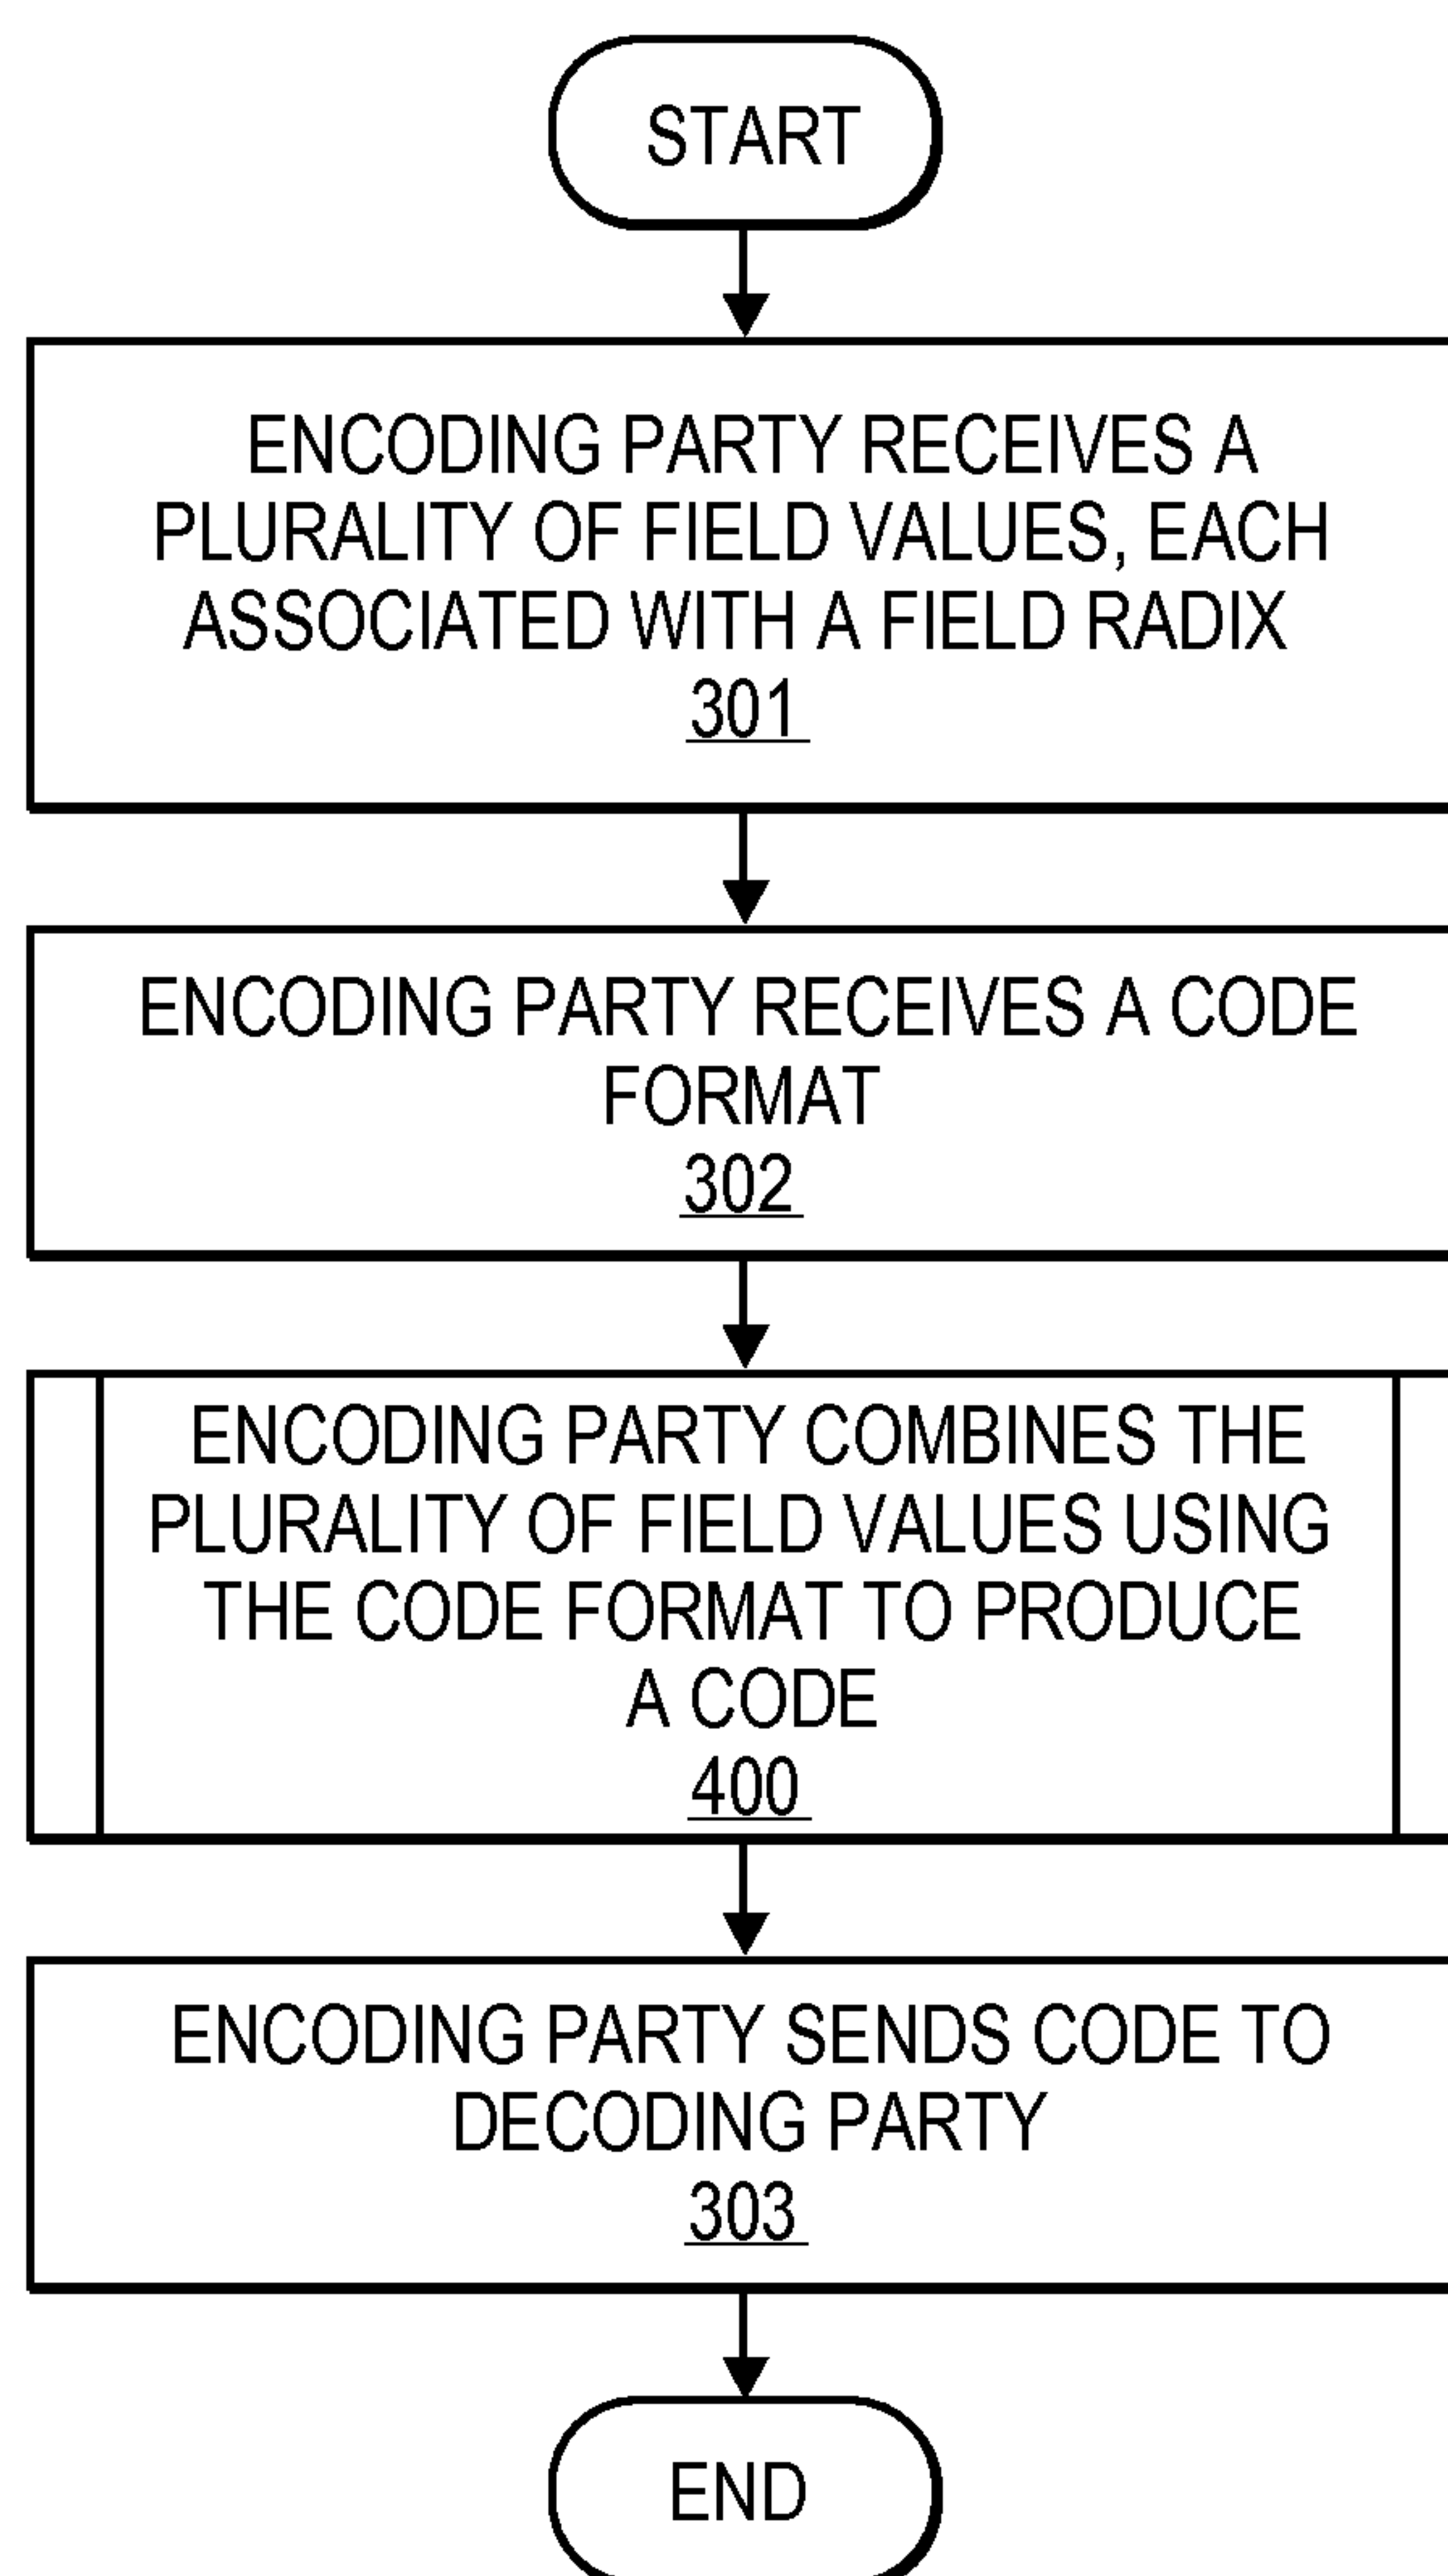 START
ENCODING PARTY RECEIVES A
PLURALITY OF FIELD VALUES, EACH
ASSOCIATED WITH A FIELD RADIX
301
ENCODING PARTY RECEIVES A CODE
FORMAT
302
ENCODING PARTY COMBINES THE
PLURALITY OF FIELD VALUES USING
THE CODE FORMAT TO PRODUCE
A CODE
400
ENCODING PARTY SENDS CODE TO
DECODING PARTY
303
END